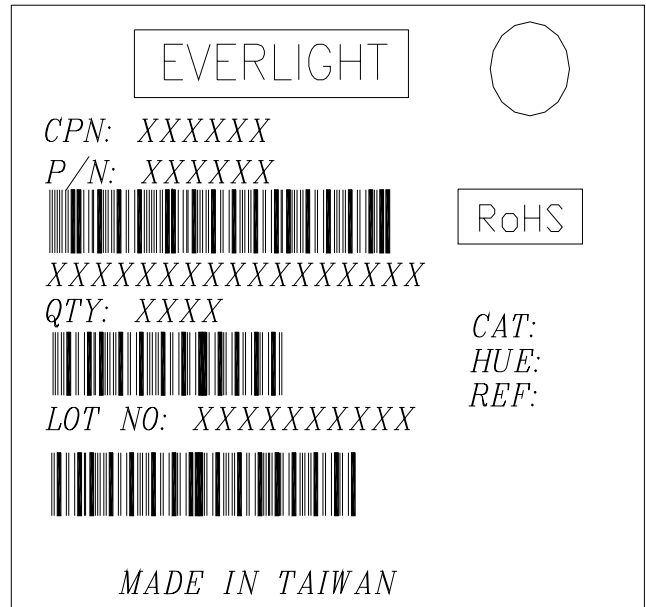 EVERLIGHT
CPN: XXXXXX
P/N: XXXXXX
RoHS
XXXXXXXXXXXXXXXXX
QTY: XXXX
CAT:
HUE:
REF:
LOT NO: XXXXXXXXXX
MADE IN TAIWAN